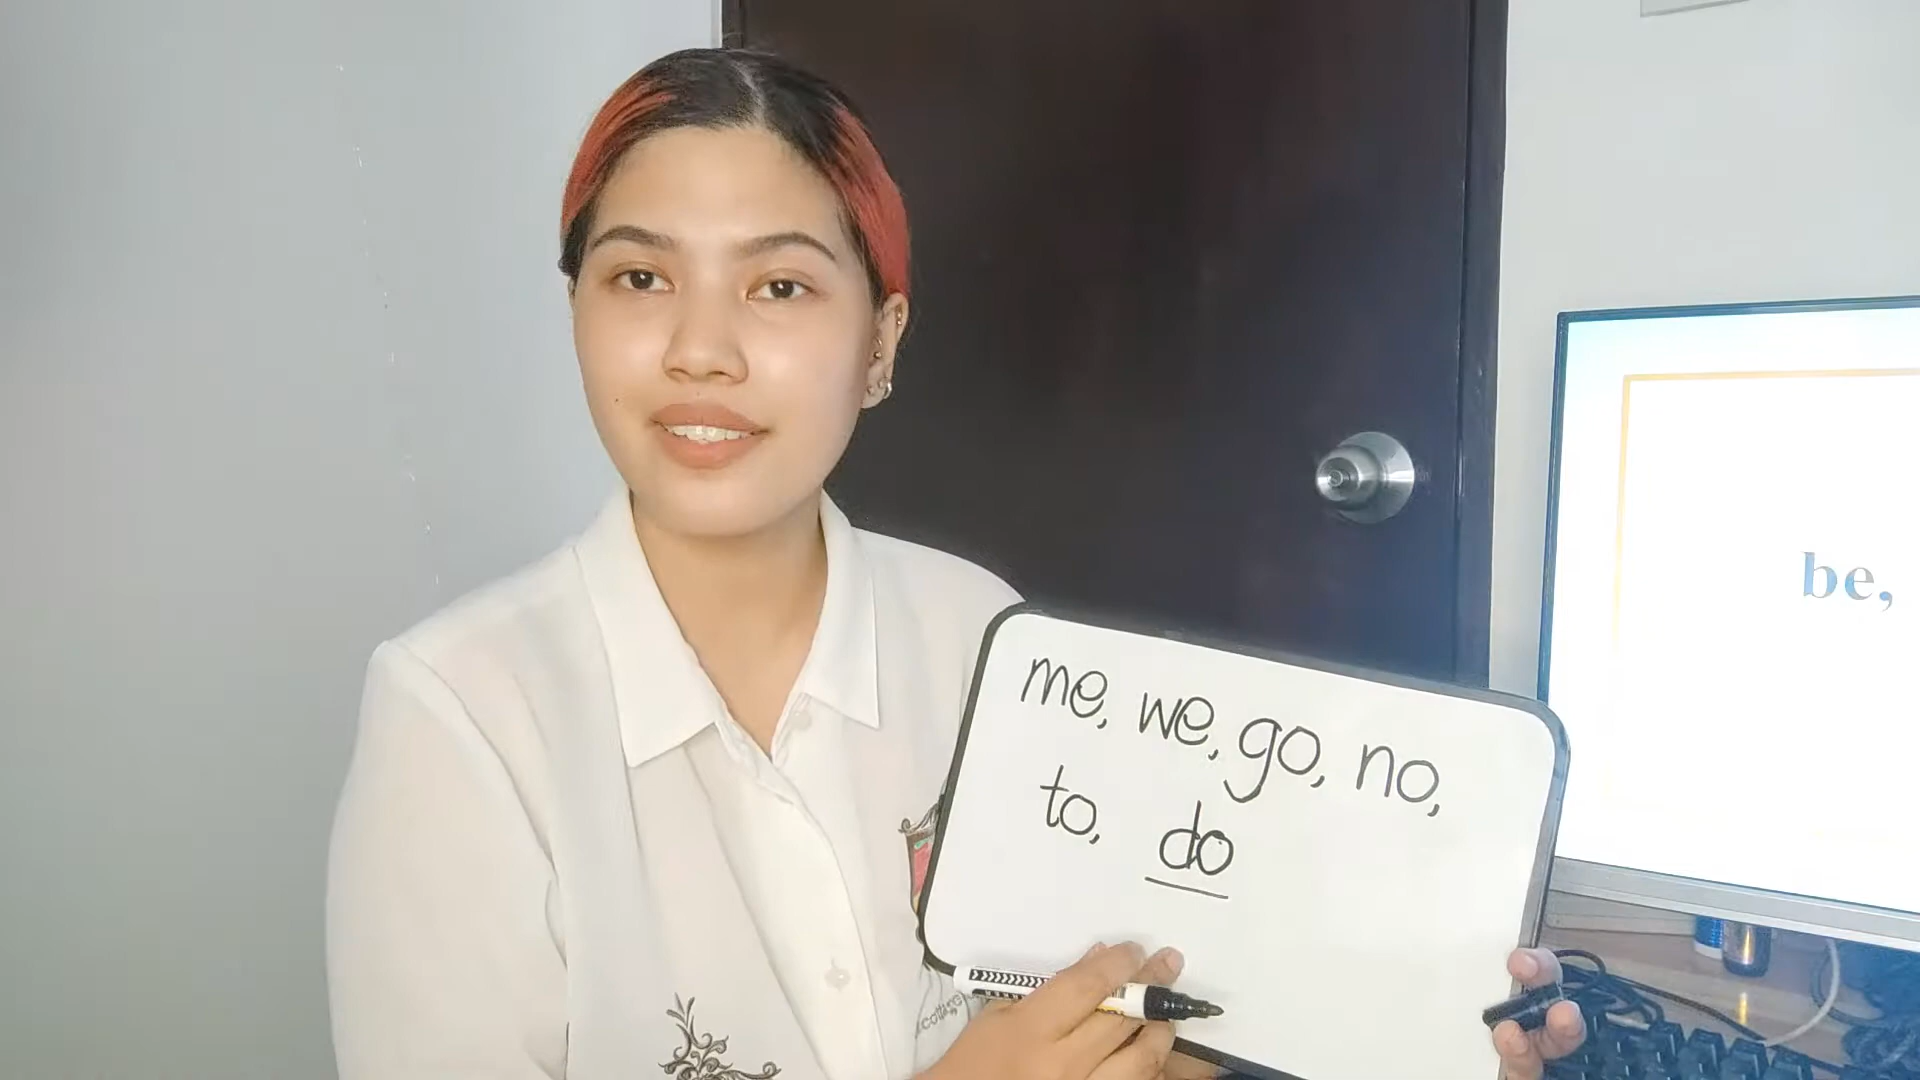 me, we, go, no,
to, do
be,